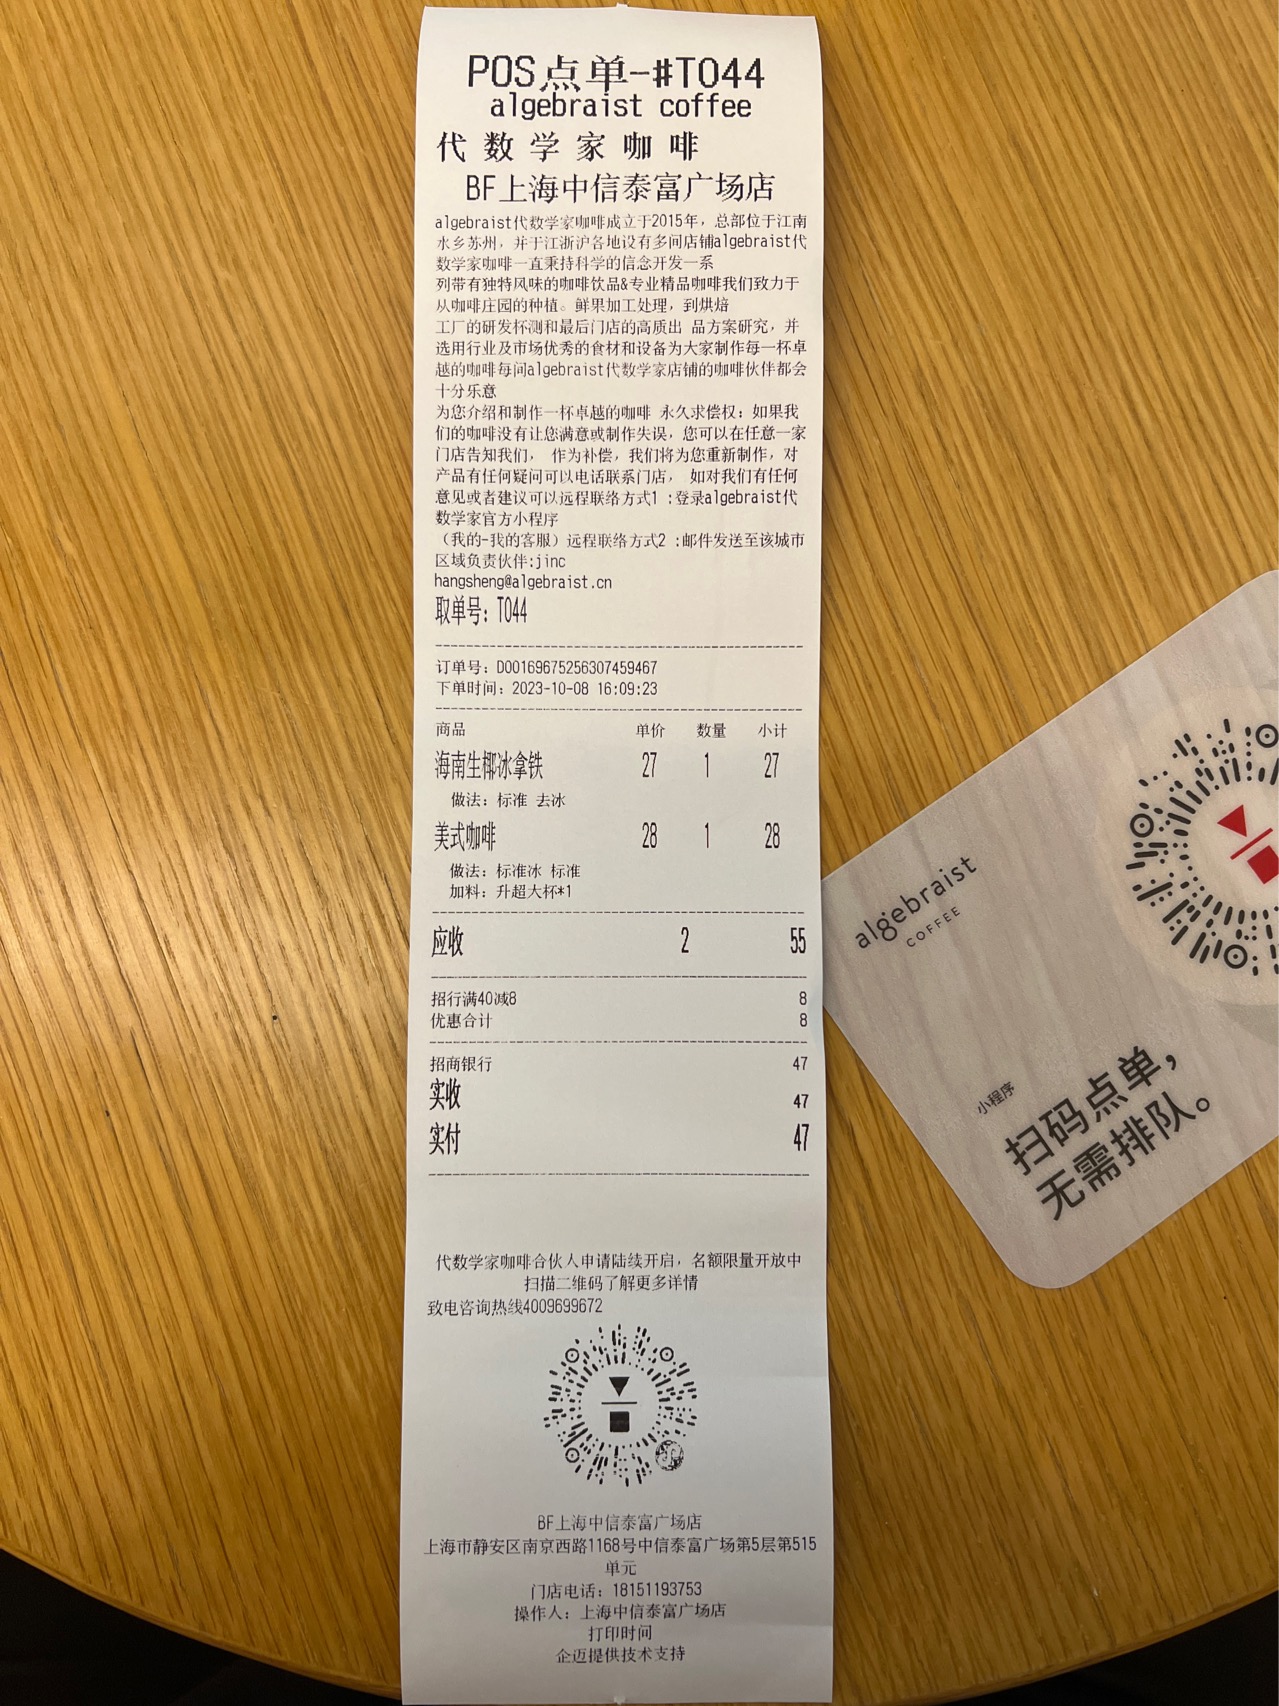 POS点单-#T044
algebraist coffee
代数学家咖啡
BF上海中信泰富广场店
algebraist代数学家咖啡成立于2015年，总部位于江南
水乡苏州，并于江浙沪各地设有多间店铺algebraist代
数学家咖啡一直秉持科学的信念开发一系
列带有独特风味的咖啡饮品&专业精品咖啡我们致力于
从咖啡庄园的种植。鲜果加工处理，到烘焙
工厂的研发杯测和最后门店的高质出 品方案研究，并
选用行业及市场优秀的食材和设备为大家制作每一杯卓
越的咖啡每间algebraist代数学家店铺的咖啡伙伴都会
十分乐意
为您介绍和制作一杯卓越的咖啡 永久求偿权：如果我
们的咖啡没有让您满意或制作失误，您可以在任意一家
门店告知我们， 作为补偿，我们将为您重新制作，对
产品有任何疑问可以电话联系门店， 如对我们有任何
意见或者建议可以远程联络方式1 :登录algebraist代
数学家官方小程序
（我的-我的客服）远程联络方式2 :邮件发送至该城市
区域负责伙伴:jinc
hangsheng@algebraist.cn
取单号：T044
订单号：D00169675256307459467
下单时间：2023-10-08 16:09:23
商品 单价 数量 小计
海南生椰冰拿铁 27 1 27
做法：标准 去冰
美式咖啡 28 1 28
做法：标准冰 标准
加料：升超大杯*1
应收 2 55
招行满40减8 8
优惠合计 8
招商银行 47
实收 47
实付 47
代数学家咖啡合伙人申请陆续开启，名额限量开放中
扫描二维码了解更多详情
致电咨询热线4009699672
BF上海中信泰富广场店
上海市静安区南京西路1168号中信泰富广场第5层第515
单元
门店电话：18151193753
操作人：上海中信泰富广场店
打印时间
企迈提供技术支持
algebraist
COFFEE
小程序
扫码点单，
无需排队。